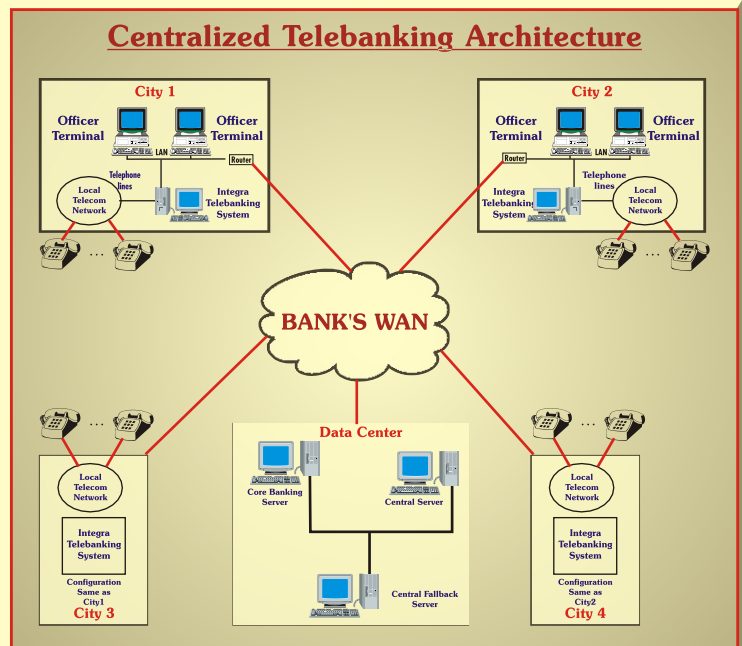 Centralized Telebanking Architecture
City 1
Officer
Terminal
Officer
Terminal
LAN
Router
Telephone
lines
Local
Telecom
Network
Integra
Telebanking
System
...
City 2
Officer
Terminal
Officer
Terminal
LAN
Router
Telephone
lines
Integra
Telebanking
System
Local
Telecom
Network
...
BANK'S WAN
...
Local
Telecom
Network
Integra
Telebanking
System
Configuration
Same as
City1
City 3
Data Center
Core Banking
Server
Central Server
Central Fallback
Server
...
Local
Telecom
Network
Integra
Telebanking
System
Configuration
Same as
City2
City 4